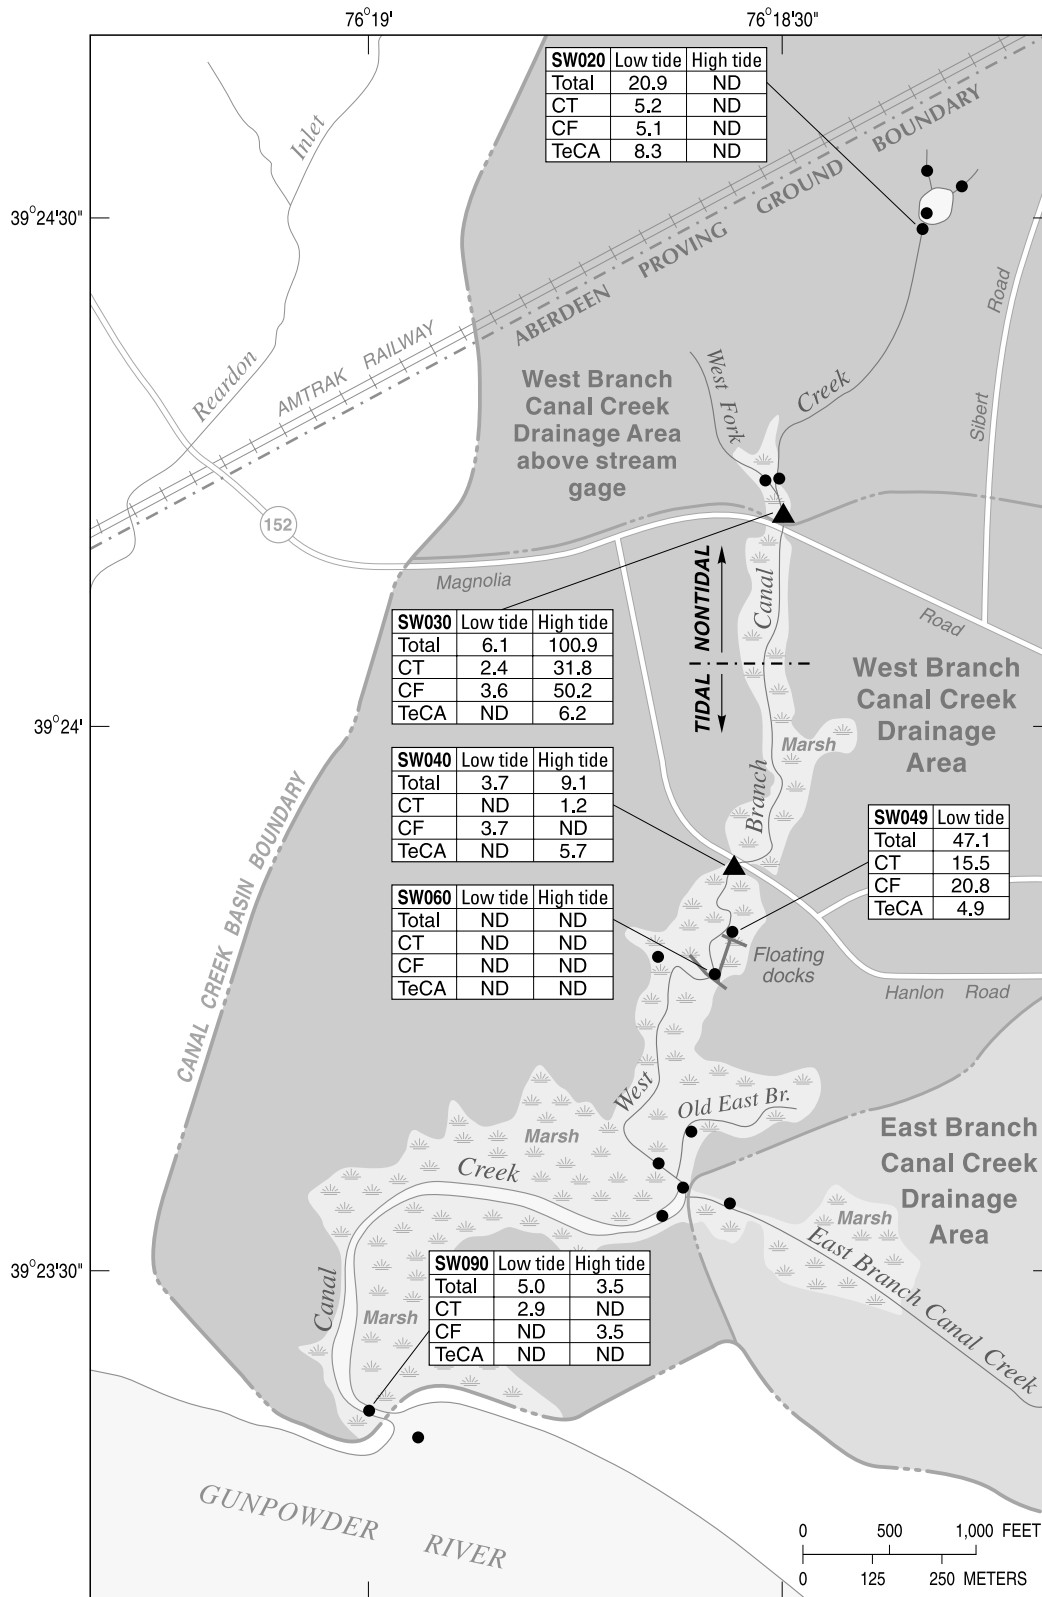 76°19'
76°18'30"
SW020 Low tide High tide
Total 20.9 ND
CT 5.2 ND
CF 5.1 ND
TeCA 8.3 ND
39°24'30"
Inlet
Reardon
AMTRAK RAILWAY
ABERDEEN PROVING GROUND BOUNDARY
Road
Sibert
West Branch
Canal Creek
Drainage Area
above stream
gage
West Fork
Creek
152
Magnolia
Road
NONTIDAL
TIDAL
Canal
Branch
SW030 Low tide High tide
Total 6.1 100.9
CT 2.4 31.8
CF 3.6 50.2
TeCA ND 6.2
West Branch
Canal Creek
Drainage
Area
39°24'
Marsh
SW040 Low tide High tide
Total 3.7 9.1
CT ND 1.2
CF 3.7 ND
TeCA ND 5.7
SW049 Low tide
Total 47.1
CT 15.5
CF 20.8
TeCA 4.9
CANAL CREEK BASIN BOUNDARY
SW060 Low tide High tide
Total ND ND
CT ND ND
CF ND ND
TeCA ND ND
Floating
docks
Hanlon Road
West
Old East Br.
Marsh
Creek
East Branch
Canal Creek
Drainage
Area
Marsh
East Branch Canal Creek
39°23'30"
Canal
Marsh
SW090 Low tide High tide
Total 5.0 3.5
CT 2.9 ND
CF ND 3.5
TeCA ND ND
GUNPOWDER RIVER
0 500 1,000 FEET
0 125 250 METERS